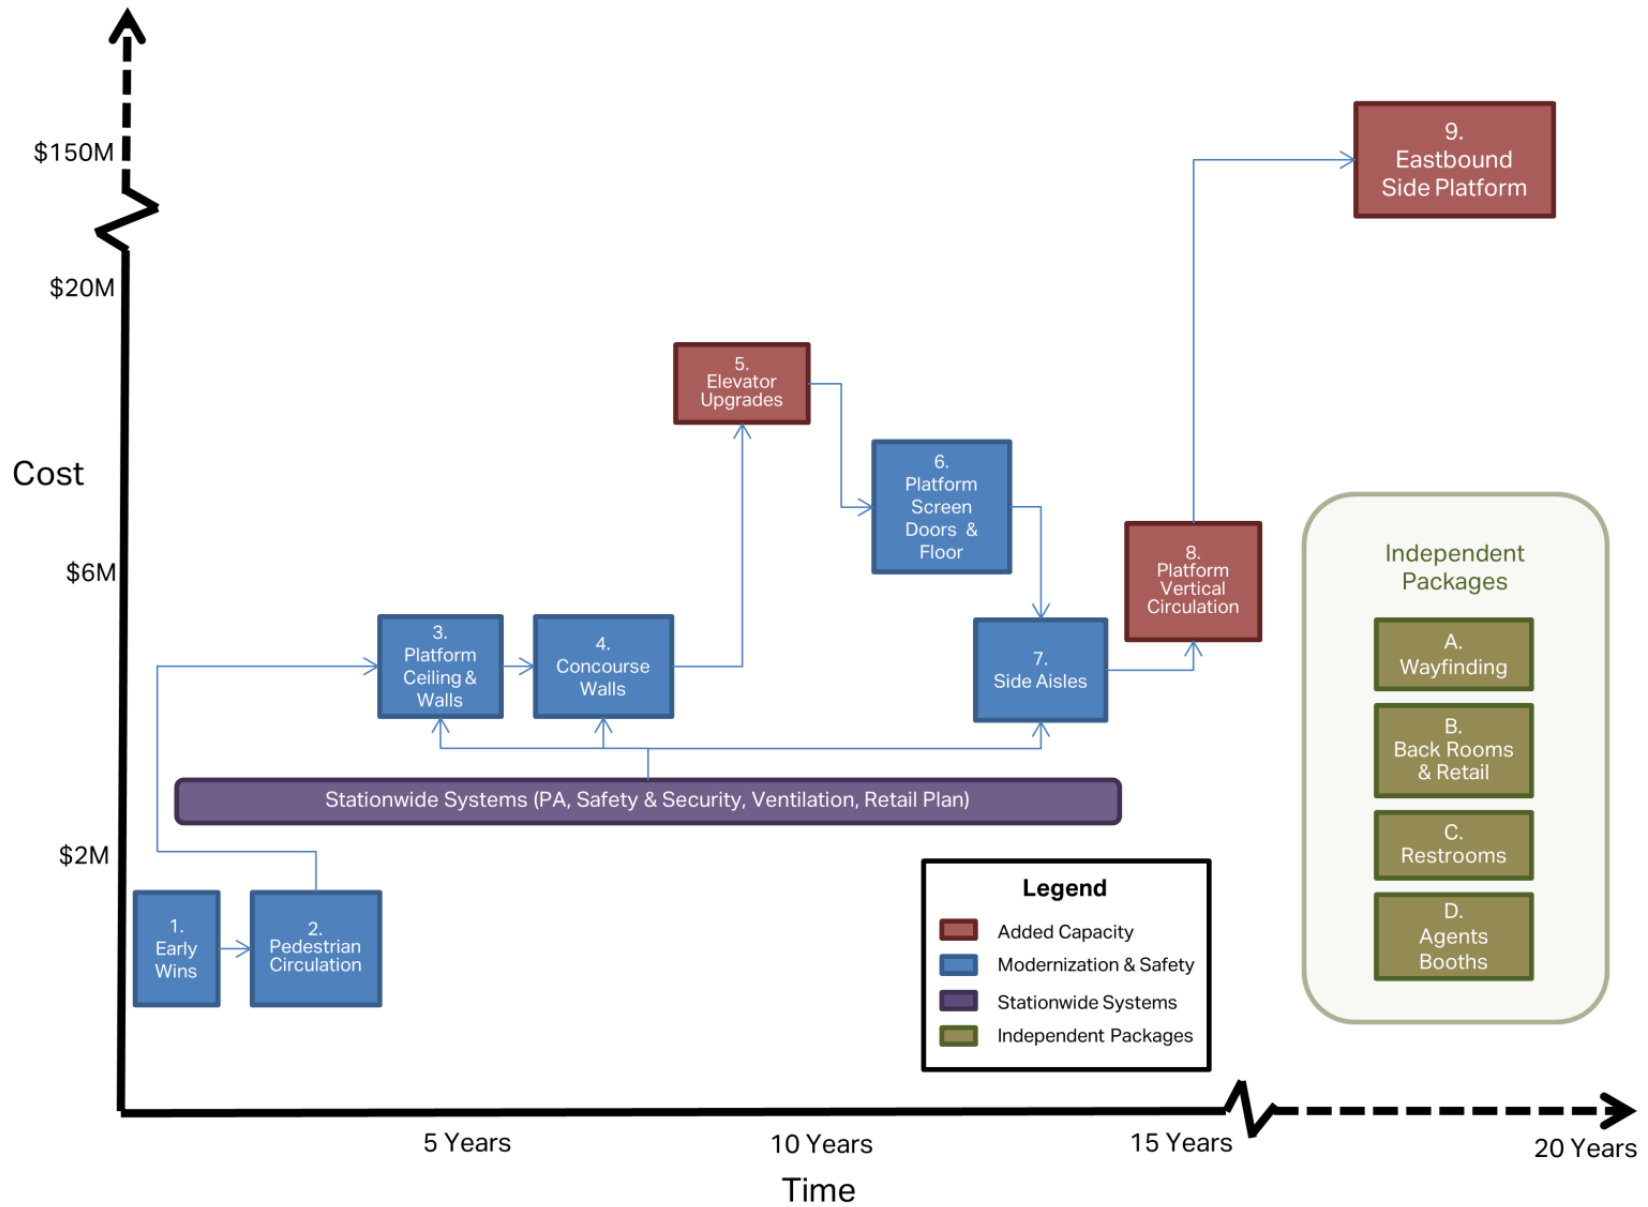 $150M
$20M
Cost
$6M
$2M
9.
Eastbound
Side Platform
5.
Elevator
Upgrades
6.
Platform
Screen
Doors &
Floor
8.
Platform
Vertical
Circulation
3.
Platform
Ceiling &
Walls
4.
Concourse
Walls
7.
Side Aisles
Stationwide Systems (PA, Safety & Security, Ventilation, Retail Plan)
1.
Early
Wins
2.
Pedestrian
Circulation
Legend
Added Capacity
Modernization & Safety
Stationwide Systems
Independent Packages
Independent
Packages
A.
Wayfinding
B.
Back Rooms
& Retail
C.
Restrooms
D.
Agents
Booths
5 Years
10 Years
15 Years
20 Years
Time